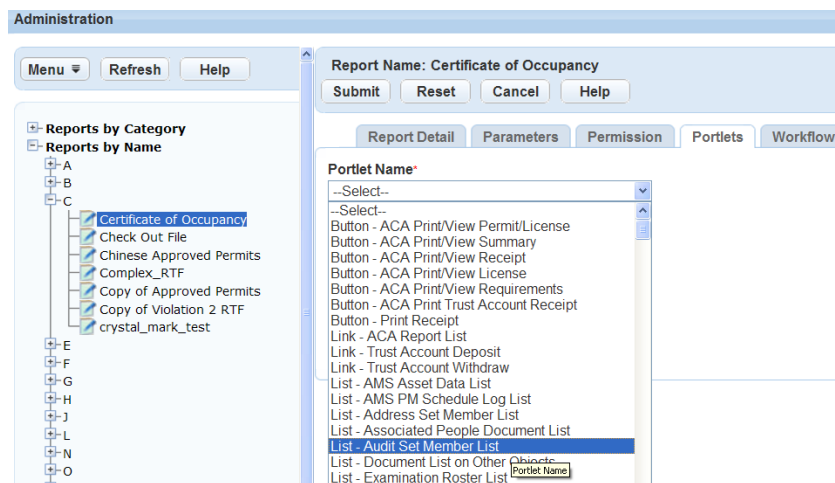 Administration
Menu
Refresh
Help
Reports by Category
Reports by Name
A
B
C
Certificate of Occupancy
Check Out File
Chinese Approved Permits
Complex_RTF
Copy of Approved Permits
Copy of Violation 2 RTF
crystal_mark_test
E
F
G
H
J
L
N
O
Report Name: Certificate of Occupancy
Submit
Reset
Cancel
Help
Report Detail
Parameters
Permission
Portlets
Workflow
Portlet Name*
--Select--
--Select--
Button - ACA Print/View Permit/License
Button - ACA Print/View Summary
Button - ACA Print/View Receipt
Button - ACA Print/View License
Button - ACA Print/View Requirements
Button - ACA Print Trust Account Receipt
Button - Print Receipt
Link - ACA Report List
Link - Trust Account Deposit
Link - Trust Account Withdraw
List - AMS Asset Data List
List - AMS PM Schedule Log List
List - Address Set Member List
List - Associated People Document List
List - Audit Set Member List
List - Document List on Other Objects
Portlet Name
List - Examination Roster List